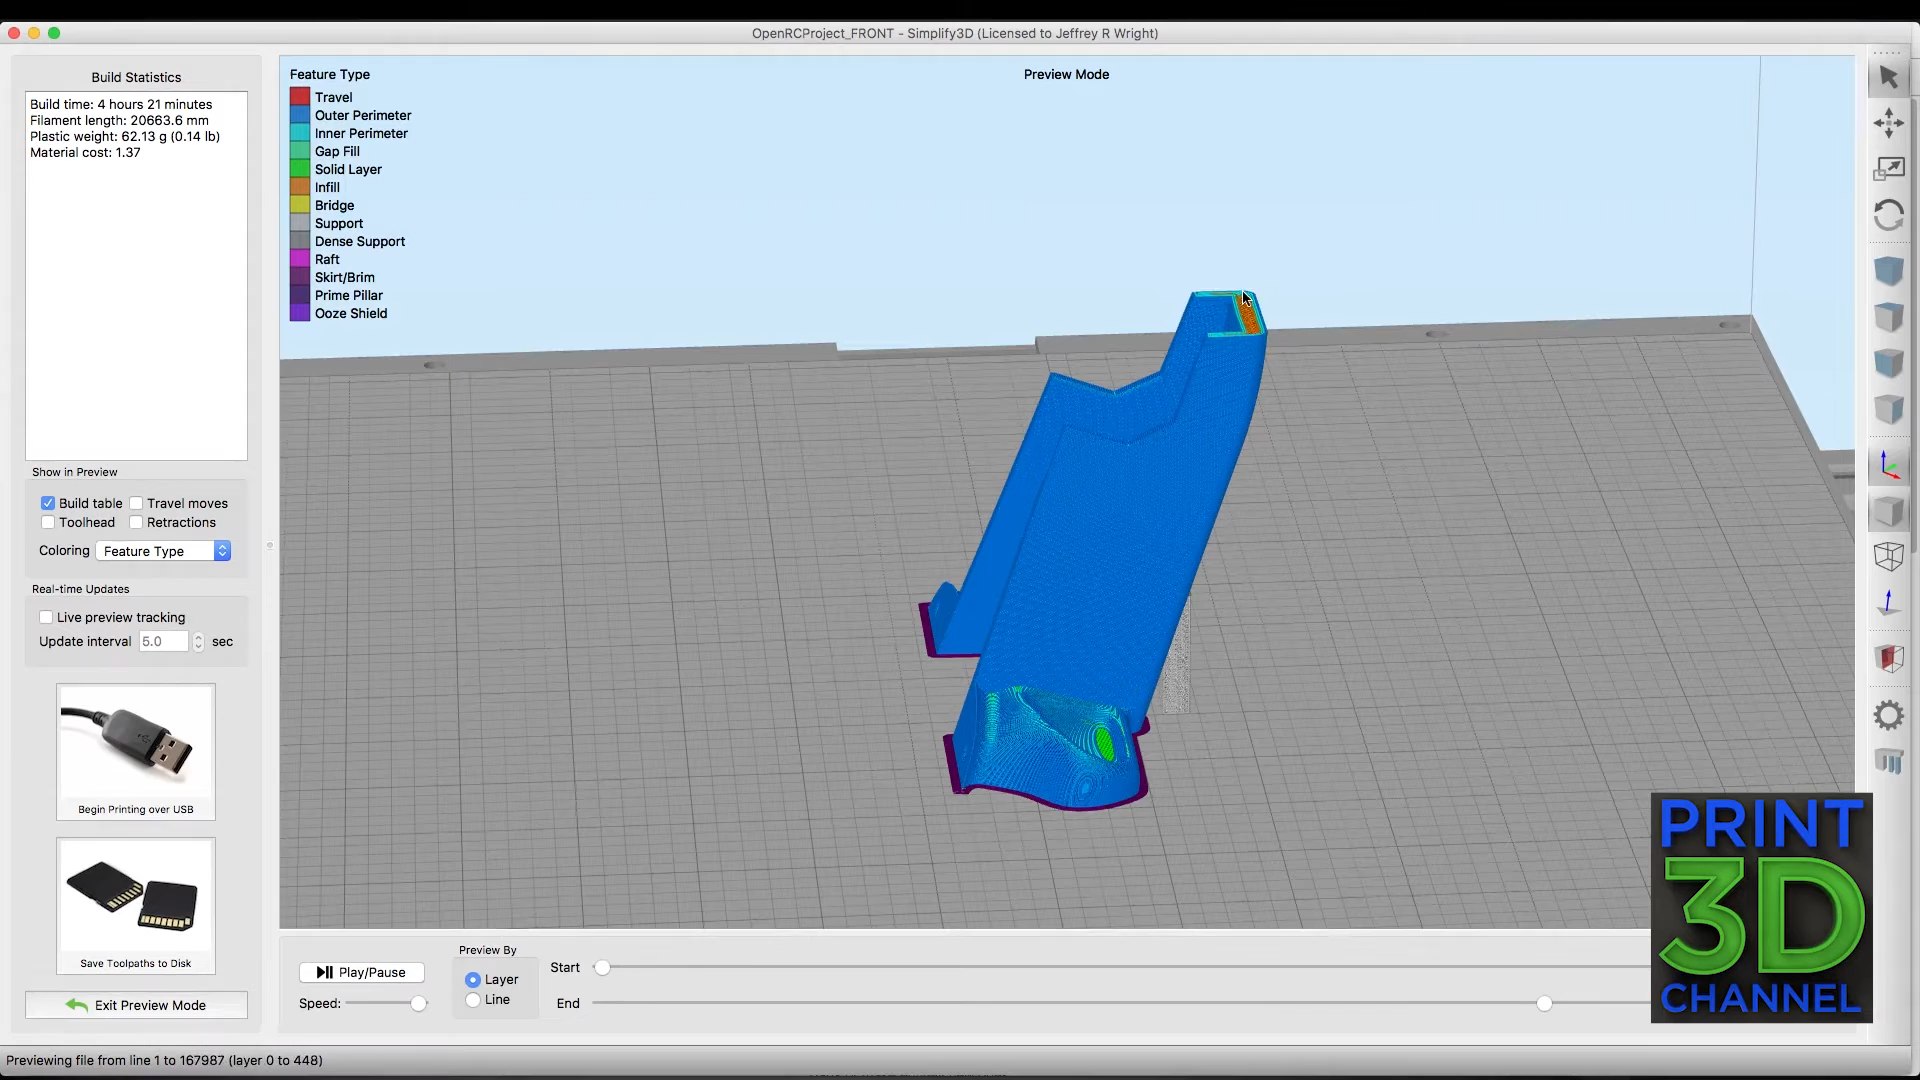 OpenRCProject_FRONT - Simplify3D (Licensed to Jeffrey R Wright)
Build Statistics
Build time: 4 hours 21 minutes
Filament length: 20663.6 mm
Plastic weight: 62.13 g (0.14 lb)
Material cost: 1.37
Feature Type
Travel
Outer Perimeter
Inner Perimeter
Gap Fill
Solid Layer
Infill
Bridge
Support
Dense Support
Raft
Skirt/Brim
Prime Pillar
Ooze Shield
Preview Mode
Show in Preview
Build table
Travel moves
Toolhead
Retractions
Coloring Feature Type
Real-time Updates
Live preview tracking
Update interval 5.0 sec
Begin Printing over USB
Save Toolpaths to Disk
Exit Preview Mode
Play/Pause
Speed:
Preview By
Layer
Line
Start
End
PRINT
3D
CHANNEL
Previewing file from line 1 to 167987 (layer 0 to 448)